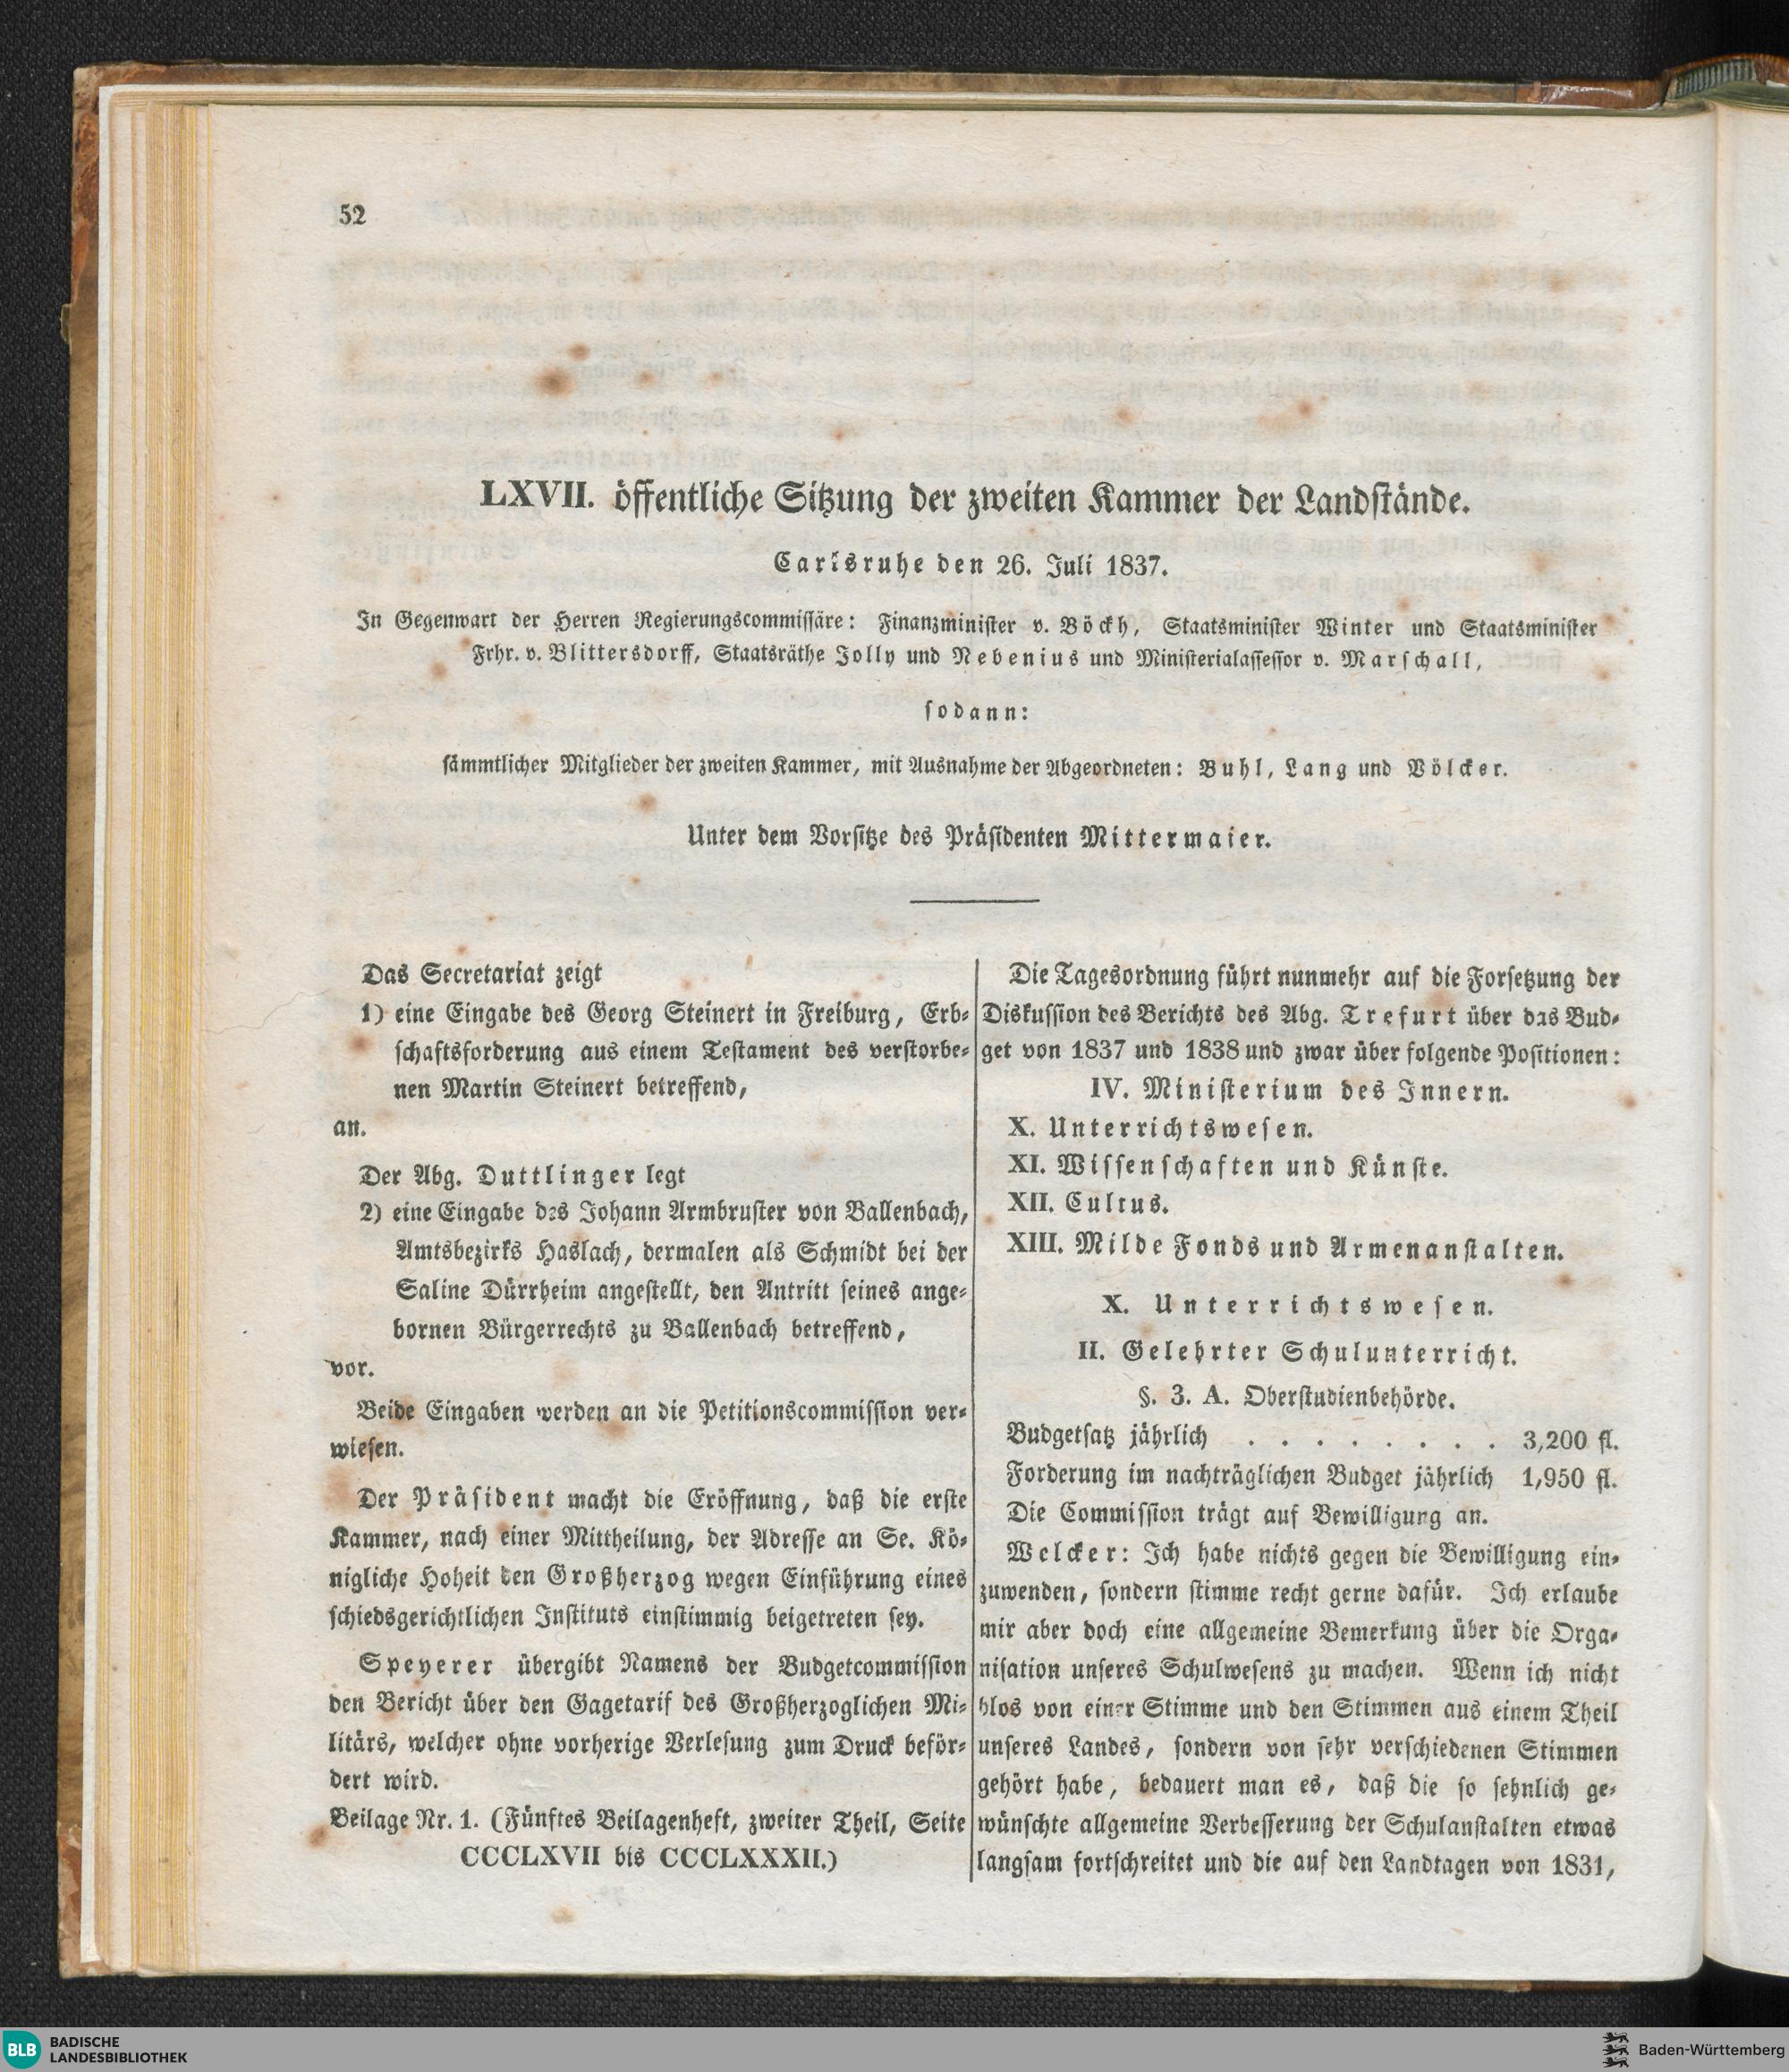 52
LXVII. öffentliche Sitzung der zweiten Kammer der Landstände.
Carlsruhe den 26. Juli 1837.
In Gegenwart der Herren Regierungscommissäre: Finanzminister v. Böckh, Staatsminister Winter und Staatsminister
Frhr. v. Blittersdorff, Staatsräthe Jolly und Nebenius und Ministerialassessor v. Marschall,
sodann:
sämmtlicher Mitglieder der zweiten Kammer, mit Ausnahme der Abgeordneten: Buhl, Lang und Völcker.
Unter dem Vorsitze des Präsidenten Mittermaier.
Das Secretariat zeigt
1) eine Eingabe des Georg Steinert in Freiburg, Erb-
schaftsforderung aus einem Testament des verstorbe-
nen Martin Steinert betreffend,
an.
Der Abg. Duttlinger legt
2) eine Eingabe des Johann Armbruster von Ballenbach,
Amtsbezirks Haslach, dermalen als Schmidt bei der
Saline Dürrheim angestellt, den Antritt seines ange-
bornen Bürgerrechts zu Ballenbach betreffend,
vor.
Beide Eingaben werden an die Petitionscommission ver-
wiesen.
Der Präsident macht die Eröffnung, daß die erste
Kammer, nach einer Mittheilung, der Adresse an Se. Kö-
nigliche Hoheit den Großherzog wegen Einführung eines
schiedsgerichtlichen Instituts einstimmig beigetreten sey.
Speyerer übergibt Namens der Budgetcommission
den Bericht über den Gagetarif des Großherzoglichen Mi-
litärs, welcher ohne vorherige Verlesung zum Druck beför-
dert wird.
Beilage Nr. 1. (Fünftes Beilagenheft, zweiter Theil, Seite
CCCLXVII bis CCCLXXXII.)
Die Tagesordnung führt nunmehr auf die Forsetzung der
Diskussion des Berichts des Abg. Trefurt über das Bud-
get von 1837 und 1838 und zwar über folgende Positionen:
IV. Ministerium des Innern.
X. Unterrichtswesen.
XI. Wissenschaften und Künste.
XII. Cultus.
XIII. Milde Fonds und Armenanstalten.
X. Unterrichtswesen.
II. Gelehrter Schulunterricht.
§. 3. A. Oberstudienbehörde.
Budgetsatz jährlich . . . . . . . . 3,200 fl.
Forderung im nachträglichen Budget jährlich 1,950 fl.
Die Commission trägt auf Bewilligung an.
Welcker: Ich habe nichts gegen die Bewilligung ein-
zuwenden, sondern stimme recht gerne dafür. Ich erlaube
mir aber doch eine allgemeine Bemerkung über die Orga-
nisation unseres Schulwesens zu machen. Wenn ich nicht
blos von einer Stimme und den Stimmen aus einem Theil
unseres Landes, sondern von sehr verschiedenen Stimmen
gehört habe, bedauert man es, daß die so sehnlich ge-
wünschte allgemeine Verbesserung der Schulanstalten etwas
langsam fortschreitet und die auf den Landtagen von 1831,
BLB BADISCHE
LANDESBIBLIOTHEK
Baden-Württemberg